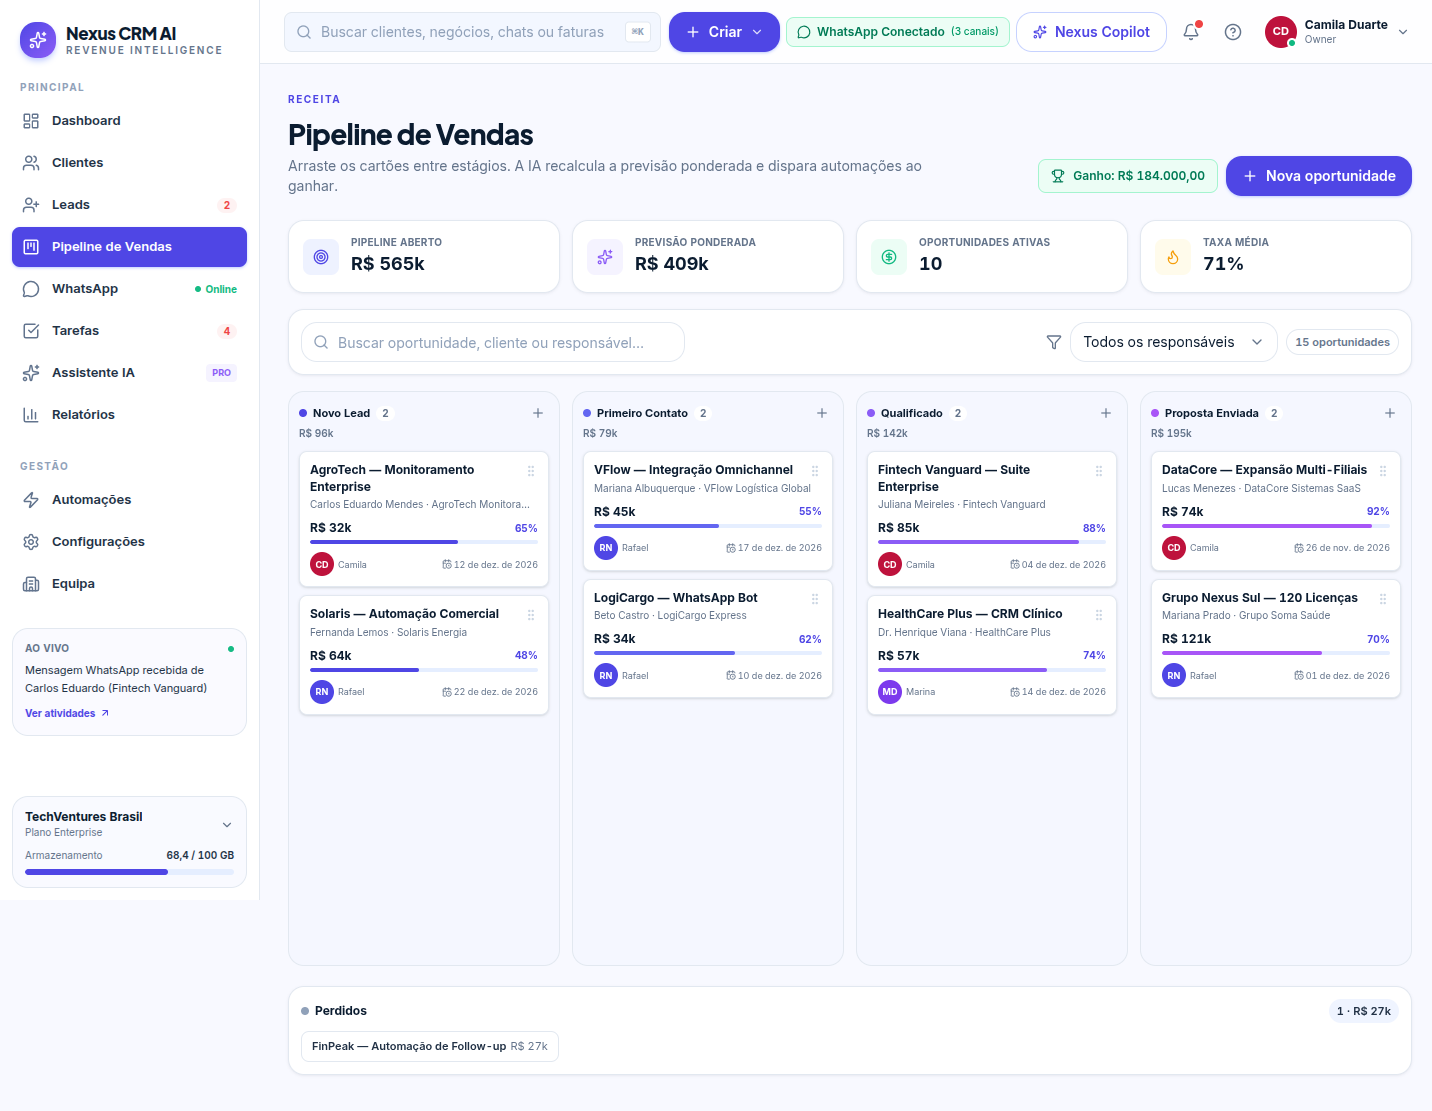 Nexus CRM AI
REVENUE INTELLIGENCE
PRINCIPAL
Dashboard
Clientes
Leads 2
Pipeline de Vendas
WhatsApp Online
Tarefas 4
Assistente IA PRO
Relatórios
GESTÃO
Automações
Configurações
Equipa
AO VIVO
Mensagem WhatsApp recebida de
Carlos Eduardo (Fintech Vanguard)
Ver atividades
TechVentures Brasil
Plano Enterprise
Armazenamento 68,4 / 100 GB
Buscar clientes, negócios, chats ou faturas ⌘K
Criar
WhatsApp Conectado (3 canais)
Nexus Copilot
CD
Camila Duarte
Owner
RECEITA
Pipeline de Vendas
Arraste os cartões entre estágios. A IA recalcula a previsão ponderada e dispara automações ao
ganhar.
Ganho: R$ 184.000,00
Nova oportunidade
PIPELINE ABERTO
R$ 565k
PREVISÃO PONDERADA
R$ 409k
OPORTUNIDADES ATIVAS
10
TAXA MÉDIA
71%
Buscar oportunidade, cliente ou responsável...
Todos os responsáveis
15 oportunidades
Novo Lead 2
R$ 96k
AgroTech — Monitoramento
Enterprise
Carlos Eduardo Mendes · AgroTech Monitora...
R$ 32k 65%
CD Camila 12 de dez. de 2026
Solaris — Automação Comercial
Fernanda Lemos · Solaris Energia
R$ 64k 48%
RN Rafael 22 de dez. de 2026
Primeiro Contato 2
R$ 79k
VFlow — Integração Omnichannel
Mariana Albuquerque · VFlow Logística Global
R$ 45k 55%
RN Rafael 17 de dez. de 2026
LogiCargo — WhatsApp Bot
Beto Castro · LogiCargo Express
R$ 34k 62%
RN Rafael 10 de dez. de 2026
Qualificado 2
R$ 142k
Fintech Vanguard — Suite
Enterprise
Juliana Meireles · Fintech Vanguard
R$ 85k 88%
CD Camila 04 de dez. de 2026
HealthCare Plus — CRM Clínico
Dr. Henrique Viana · HealthCare Plus
R$ 57k 74%
MD Marina 14 de dez. de 2026
Proposta Enviada 2
R$ 195k
DataCore — Expansão Multi-Filiais
Lucas Menezes · DataCore Sistemas SaaS
R$ 74k 92%
CD Camila 26 de nov. de 2026
Grupo Nexus Sul — 120 Licenças
Mariana Prado · Grupo Soma Saúde
R$ 121k 70%
RN Rafael 01 de dez. de 2026
Perdidos 1 · R$ 27k
FinPeak — Automação de Follow-up R$ 27k